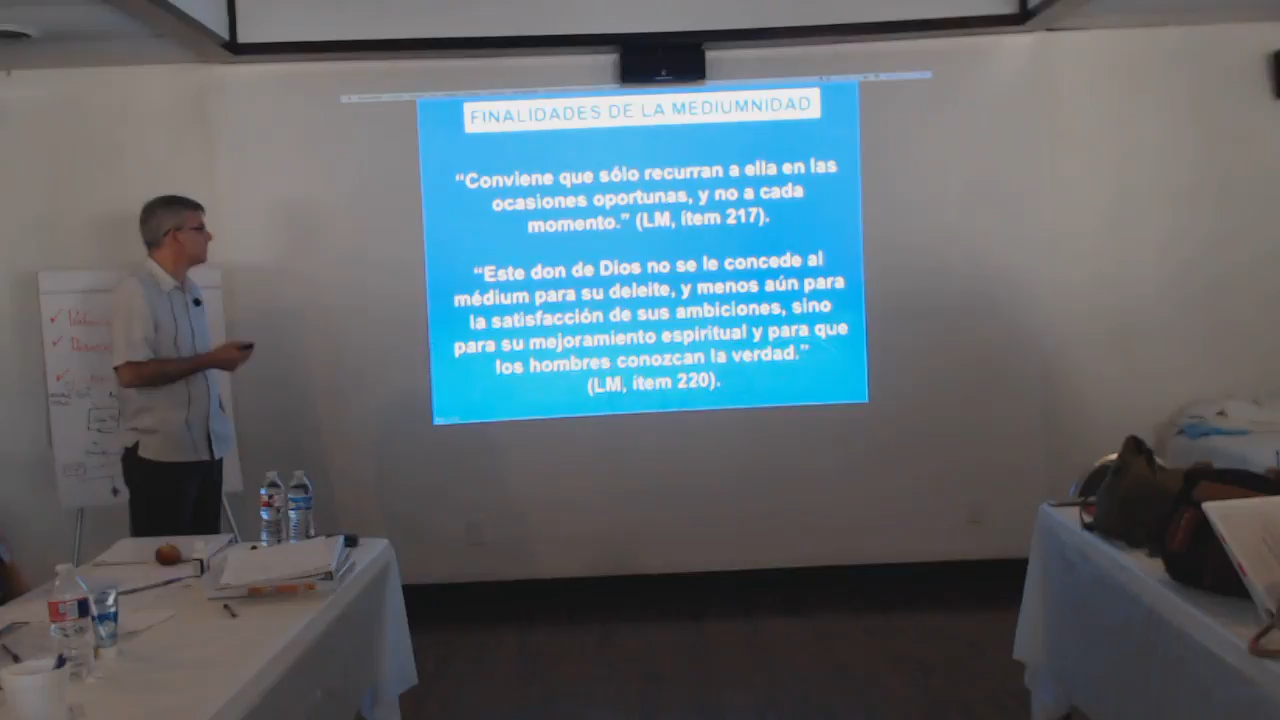 FINALIDADES DE LA MEDIUMNIDAD
“Conviene que sólo recurran a ella en las
ocasiones oportunas, y no a cada
momento.” (LM, ítem 217).
“Este don de Dios no se le concede al
médium para su deleite, y menos aún para
la satisfacción de sus ambiciones, sino
para su mejoramiento espiritual y para que
los hombres conozcan la verdad.”
(LM, ítem 220).